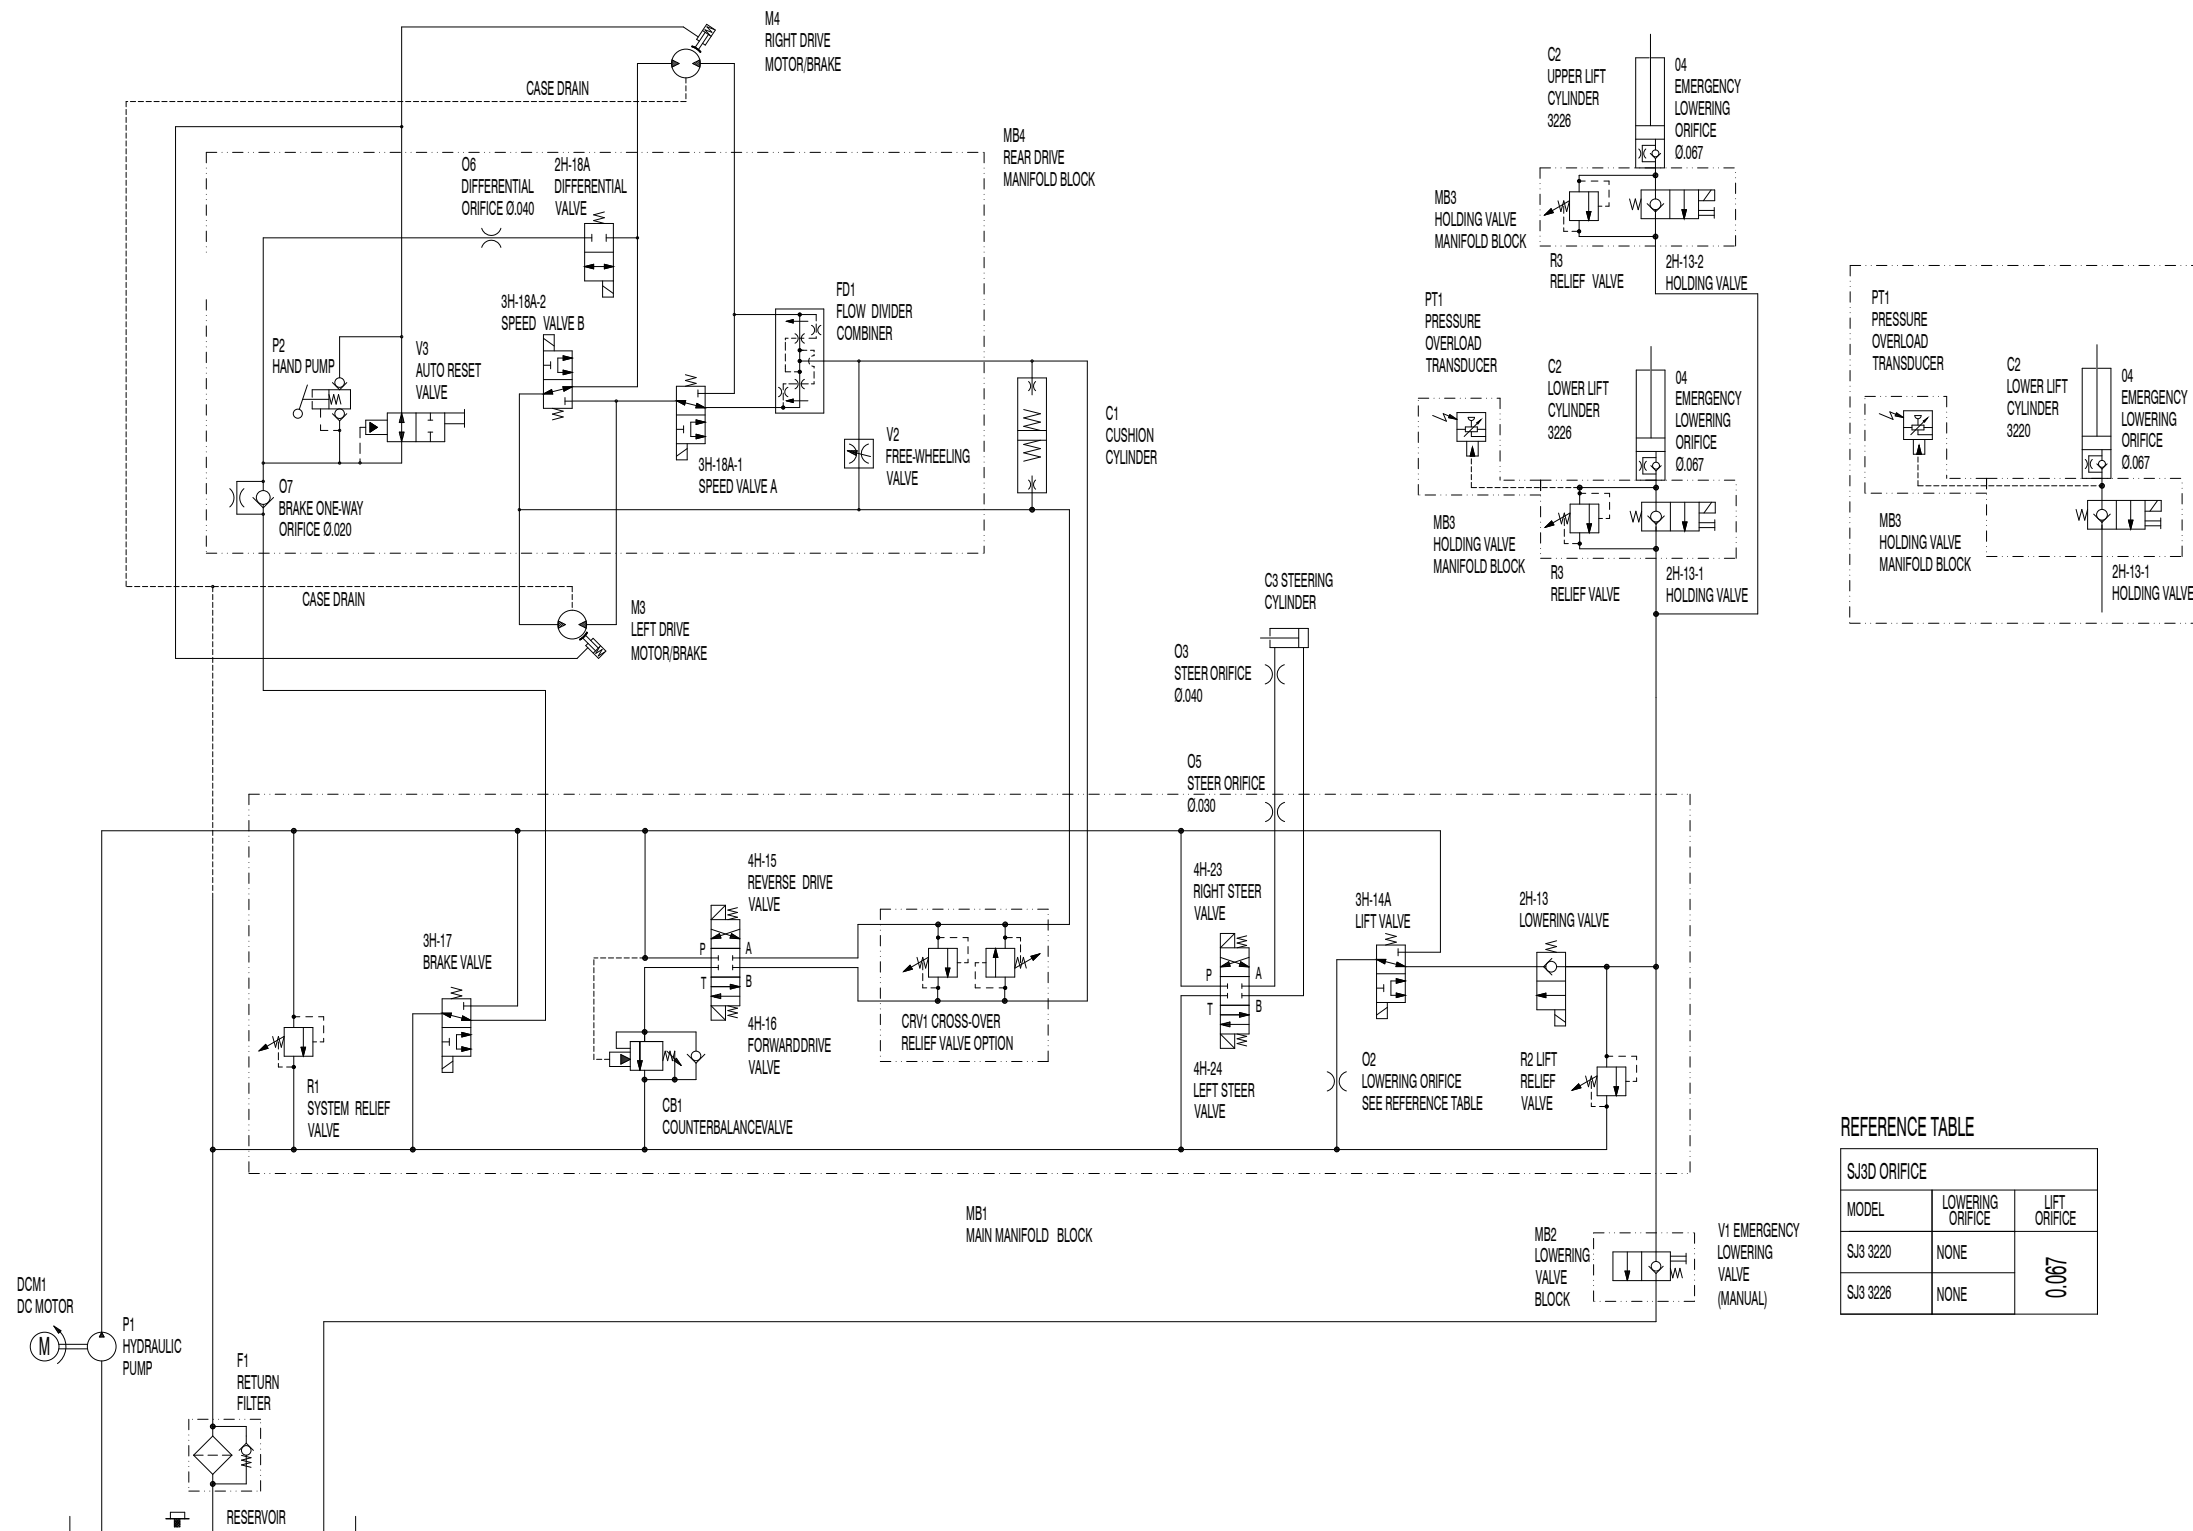 M4
RIGHT DRIVE
MOTOR/BRAKE
CASE DRAIN
MB4
REAR DRIVE
MANIFOLD BLOCK
O6
DIFFERENTIAL
ORIFICE Ø.040
2H-18A
DIFFERENTIAL
VALVE
3H-18A-2
SPEED VALVE B
FD1
FLOW DIVIDER
COMBINER
P2
HAND PUMP
V3
AUTO RESET
VALVE
3H-18A-1
SPEED VALVE A
V2
FREE-WHEELING
VALVE
C1
CUSHION
CYLINDER
O7
BRAKE ONE-WAY
ORIFICE Ø.020
CASE DRAIN
M3
LEFT DRIVE
MOTOR/BRAKE
C2
UPPER LIFT
CYLINDER
3226
04
EMERGENCY
LOWERING
ORIFICE
Ø.067
MB3
HOLDING VALVE
MANIFOLD BLOCK
R3
RELIEF VALVE
2H-13-2
HOLDING VALVE
PT1
PRESSURE
OVERLOAD
TRANSDUCER
C2
LOWER LIFT
CYLINDER
3226
04
EMERGENCY
LOWERING
ORIFICE
Ø.067
MB3
HOLDING VALVE
MANIFOLD BLOCK
R3
RELIEF VALVE
2H-13-1
HOLDING VALVE
PT1
PRESSURE
OVERLOAD
TRANSDUCER
C2
LOWER LIFT
CYLINDER
3220
04
EMERGENCY
LOWERING
ORIFICE
Ø.067
MB3
HOLDING VALVE
MANIFOLD BLOCK
2H-13-1
HOLDING VALVE
C3 STEERING
CYLINDER
O3
STEER ORIFICE
Ø.040
O5
STEER ORIFICE
Ø.030
4H-15
REVERSE DRIVE
VALVE
P
A
T
B
4H-16
FORWARDDRIVE
VALVE
3H-17
BRAKE VALVE
R1
SYSTEM RELIEF
VALVE
CB1
COUNTERBALANCEVALVE
CRV1 CROSS-OVER
RELIEF VALVE OPTION
4H-23
RIGHT STEER
VALVE
P
A
T
B
4H-24
LEFT STEER
VALVE
3H-14A
LIFT VALVE
2H-13
LOWERING VALVE
O2
LOWERING ORIFICE
SEE REFERENCE TABLE
R2 LIFT
RELIEF
VALVE
MB1
MAIN MANIFOLD BLOCK
MB2
LOWERING
VALVE
BLOCK
V1 EMERGENCY
LOWERING
VALVE
(MANUAL)
REFERENCE TABLE
SJ3D ORIFICE
MODEL
LOWERING
ORIFICE
LIFT
ORIFICE
SJ3 3220
NONE
SJ3 3226
NONE
0.067
DCM1
DC MOTOR
M
P1
HYDRAULIC
PUMP
F1
RETURN
FILTER
RESERVOIR